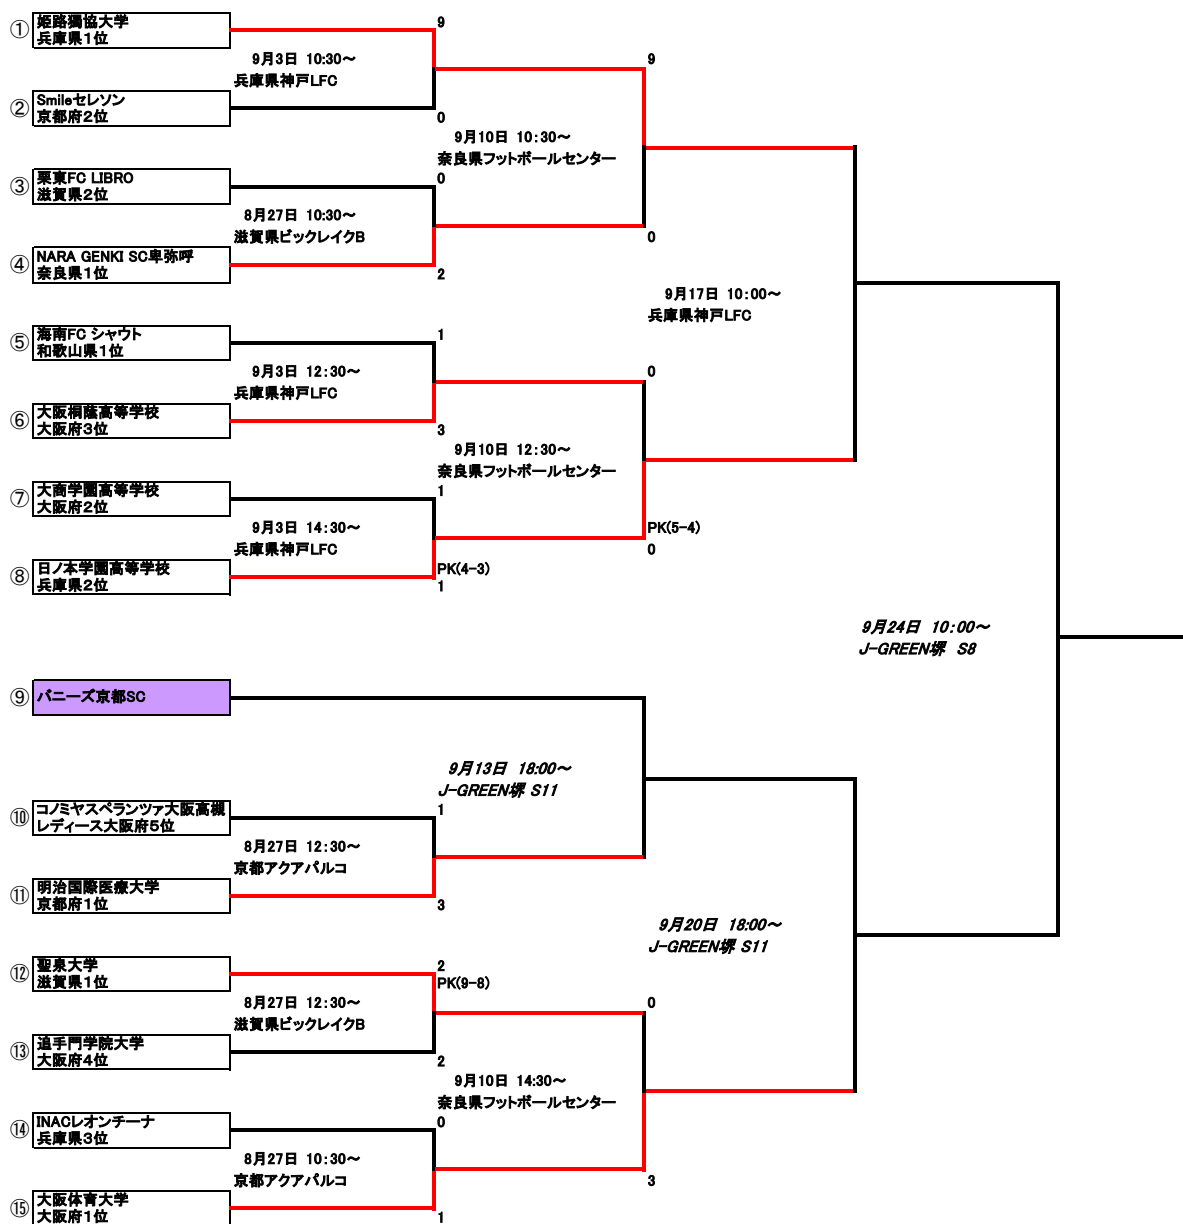 ① 姫路獨協大学
兵庫県1位
9
9月3日 10:30～
兵庫県神戸LFC
9
② Smileセレソン
京都府2位
0
9月10日 10:30～
奈良県フットボールセンター
③ 栗東FC LIBRO
滋賀県2位
0
8月27日 10:30～
滋賀県ビックレイクB
0
④ NARA GENKI SC卑弥呼
奈良県1位
2
9月17日 10:00～
兵庫県神戸LFC
⑤ 海南FC シャウト
和歌山県1位
1
9月3日 12:30～
兵庫県神戸LFC
0
⑥ 大阪桐蔭高等学校
大阪府3位
3
9月10日 12:30～
奈良県フットボールセンター
⑦ 大商学園高等学校
大阪府2位
1
9月3日 14:30～
兵庫県神戸LFC
PK(5-4)
0
⑧ 日ノ本学園高等学校
兵庫県2位
PK(4-3)
1
9月24日 10:00～
J-GREEN堺 S8
⑨ バニーズ京都SC
9月13日 18:00～
J-GREEN堺 S11
⑩ コノミヤスペランツァ大阪高槻
レディース大阪府5位
1
8月27日 12:30～
京都アクアパルコ
⑪ 明治国際医療大学
京都府1位
3
9月20日 18:00～
J-GREEN堺 S11
⑫ 聖泉大学
滋賀県1位
2
PK(9-8)
8月27日 12:30～
滋賀県ビックレイクB
0
⑬ 追手門学院大学
大阪府4位
2
9月10日 14:30～
奈良県フットボールセンター
⑭ INACレオンチーナ
兵庫県3位
0
8月27日 10:30～
京都アクアパルコ
3
⑮ 大阪体育大学
大阪府1位
1